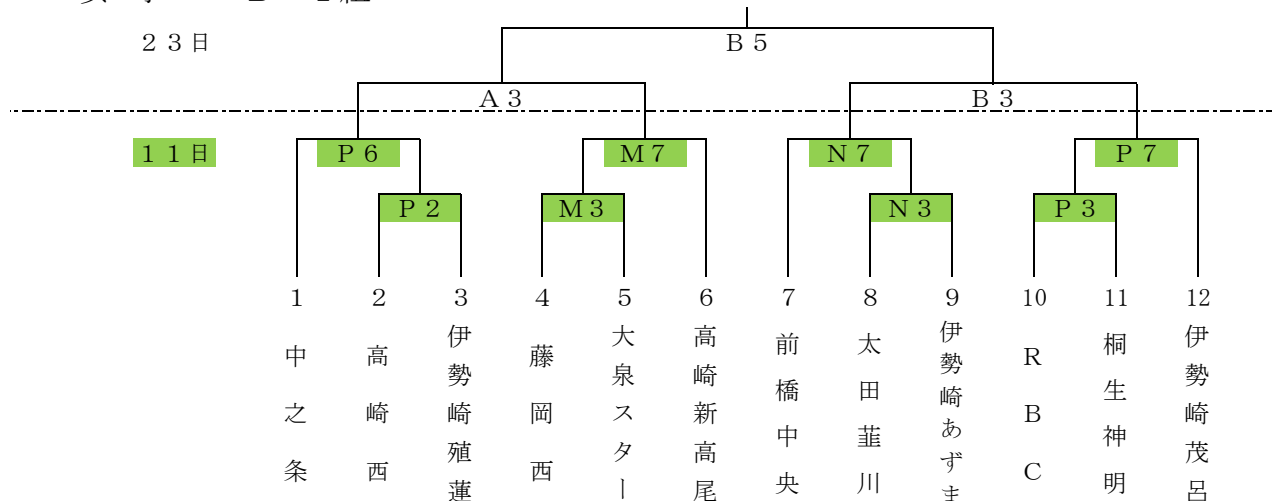 ２３日
Ｂ５
Ａ３
Ｂ３
１１日
Ｐ６
Ｍ７
Ｎ７
Ｐ７
Ｐ２
Ｍ３
Ｎ３
Ｐ３
1
2
3
4
5
6
7
8
9
10
11
12
中之条
高崎西
伊勢崎殖蓮
藤岡西
大泉スター
高崎新高尾
前橋中央
太田韮川
伊勢崎あずま
ＲＢＣ
桐生神明
伊勢崎茂呂